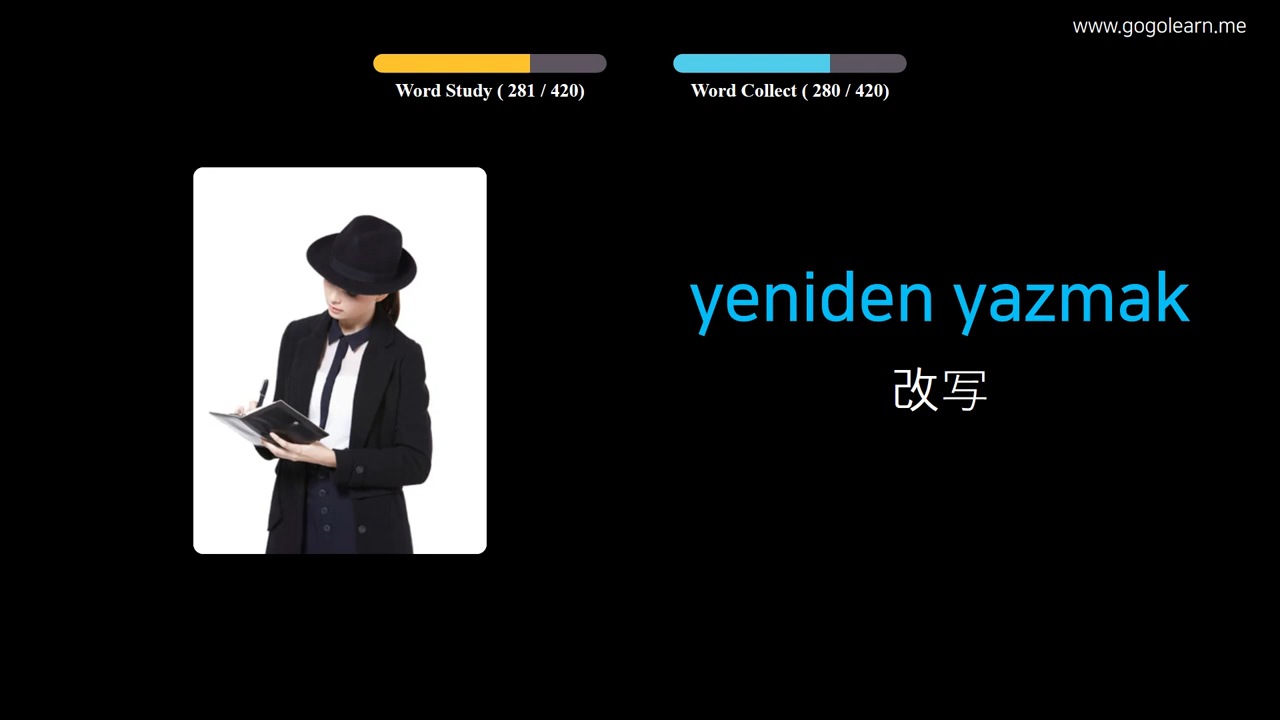 www.gogolearn.me
Word Study ( 281 / 420)
Word Collect ( 280 / 420)
yeniden yazmak
改写